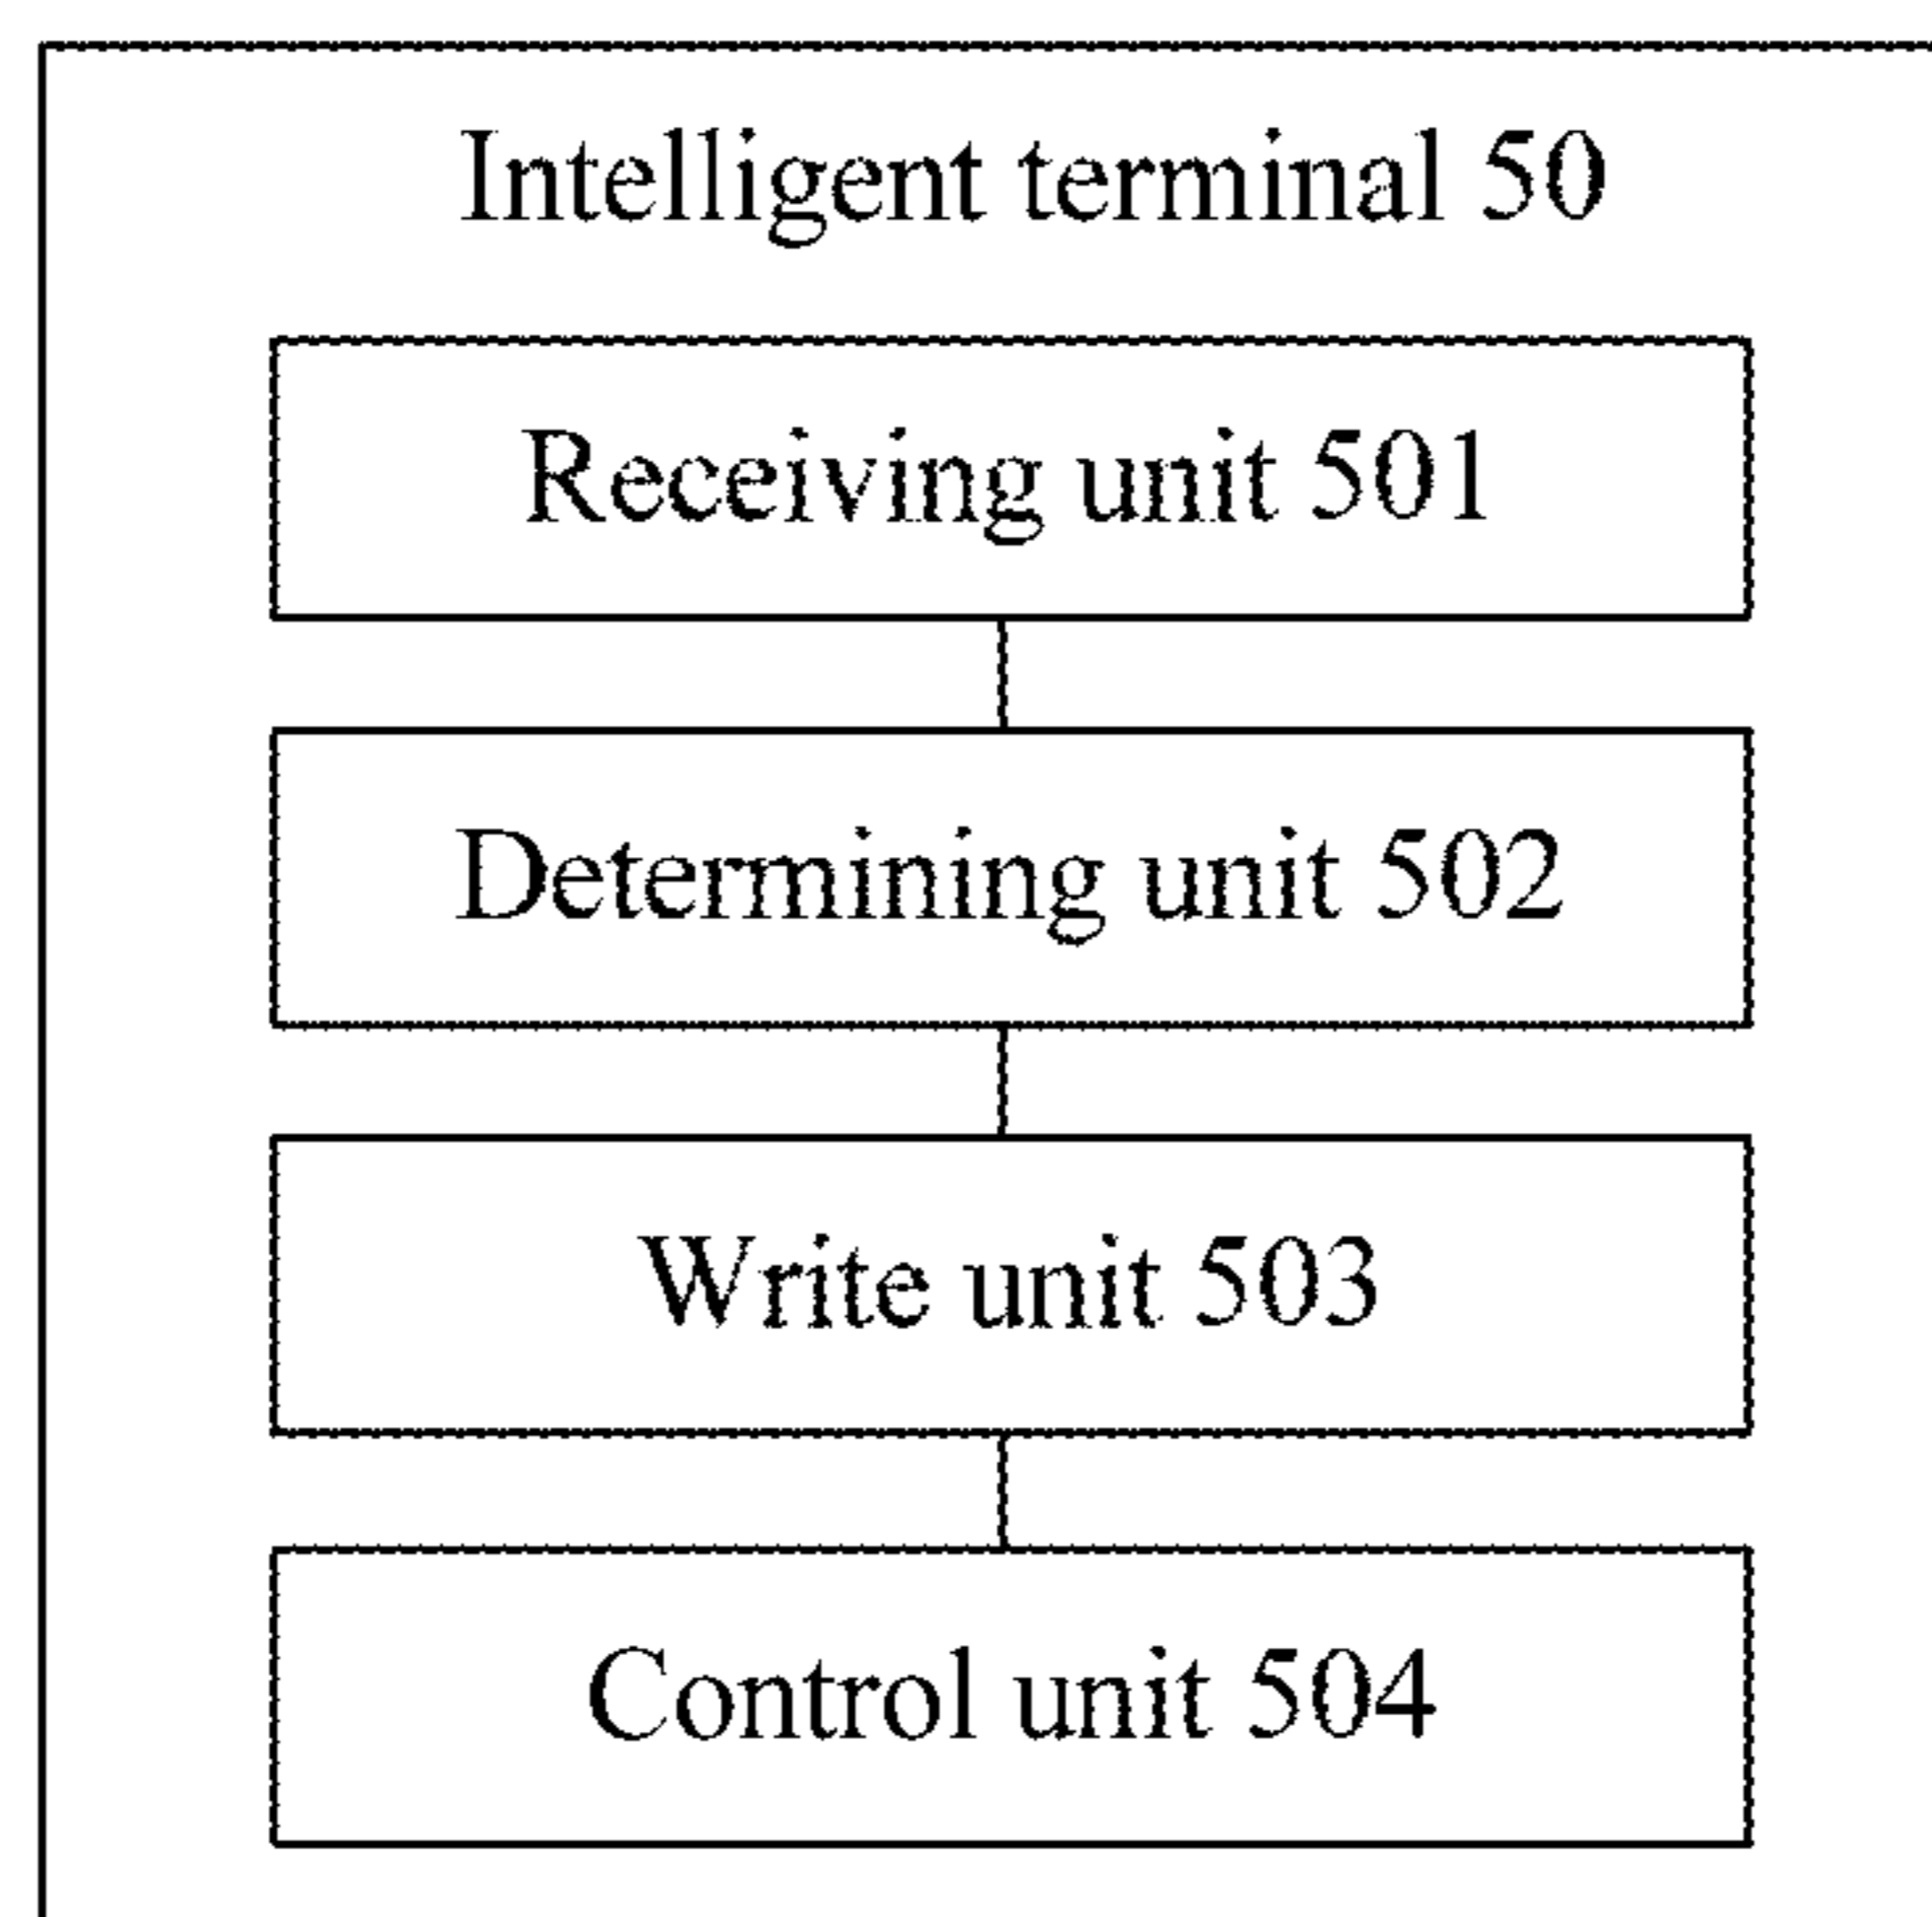 Intelligent terminal 50
Receiving unit 501
Determining unit 502
Write unit 503
Control unit 504